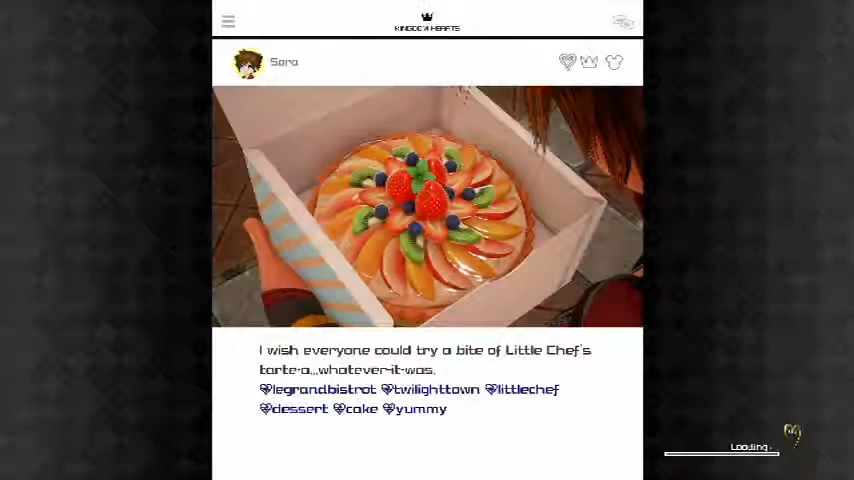 KINGDOM HEARTS
Sora
I wish everyone could try a bite of Little Chef's
tarte-a...whatever-it-was.
legrandbistrot twilighttown littlechef
dessert cake yummy
Loading.